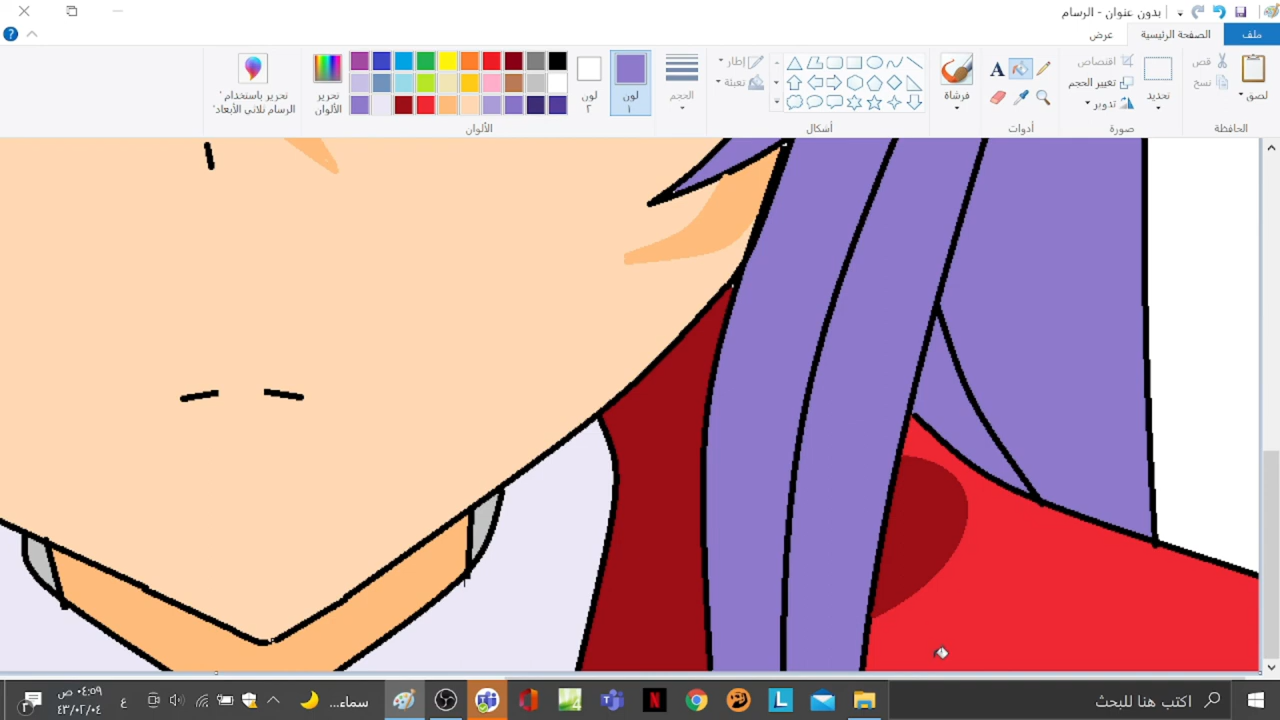 بدون عنوان - الرسام
ملف
الصفحة الرئيسية
عرض
لصق
قص
نسخ
الحافظة
تحديد
اقتصاص
تغيير الحجم
تدوير
صورة
A
أدوات
فرشاة
إطار
تعبئة
أشكال
الحجم
لون
١
لون
٢
تحرير
الألوان
الألوان
تحرير باستخدام '
الرسام ثلاثي الأبعاد'
اكتب هنا للبحث
سماء...
ع
٠٤:٥٩ ص
٤٣/٠٢/٠٤